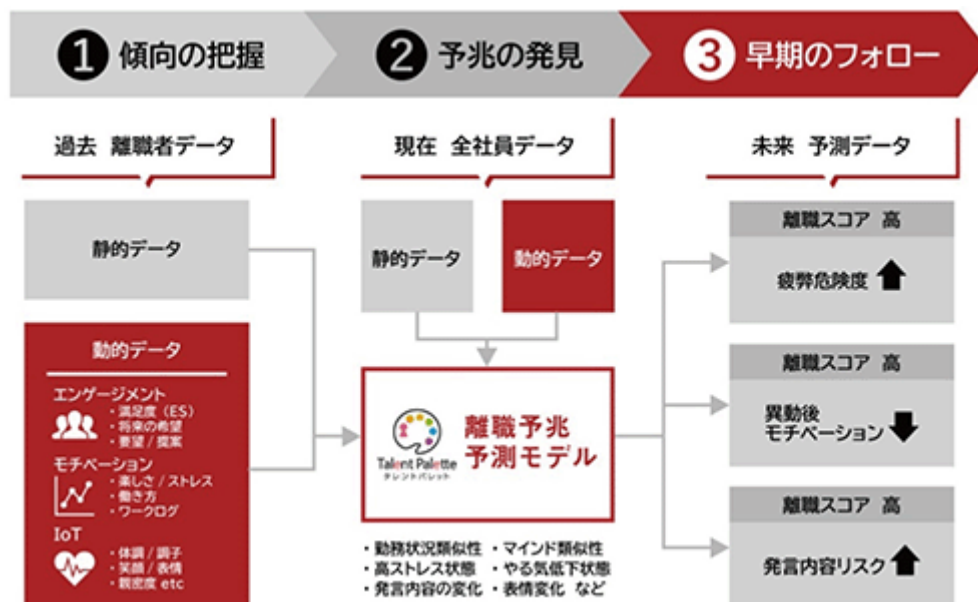 1 傾向の把握
2 予兆の発見
3 早期のフォロー
過去 離職者データ
静的データ
動的データ
エンゲージメント
・満足度（ES）
・将来の希望
・要望 / 提案
モチベーション
・楽しさ / ストレス
・働き方
・ワークログ
IoT
・体調 / 調子
・笑顔 / 表情
・親密度 etc
現在 全社員データ
静的データ
動的データ
Talent Palette
タレントパレット
離職予兆
予測モデル
・勤務状況類似性 ・マインド類似性
・高ストレス状態 ・やる気低下状態
・発言内容の変化 ・表情変化 など
未来 予測データ
離職スコア 高
疲弊危険度
離職スコア 高
異動後
モチベーション
離職スコア 高
発言内容リスク